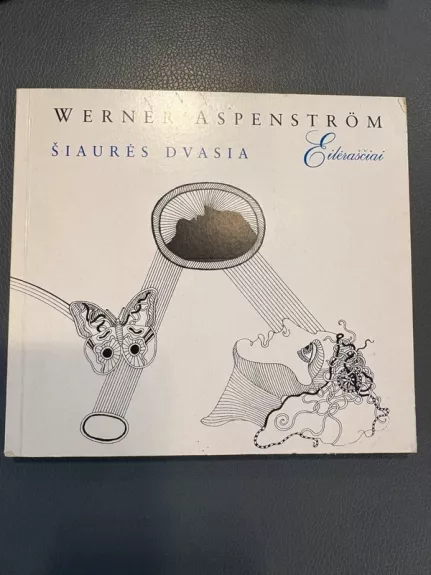 WERNER ASPENSTRÖM
ŠIAURĖS DVASIA Eilėraščiai